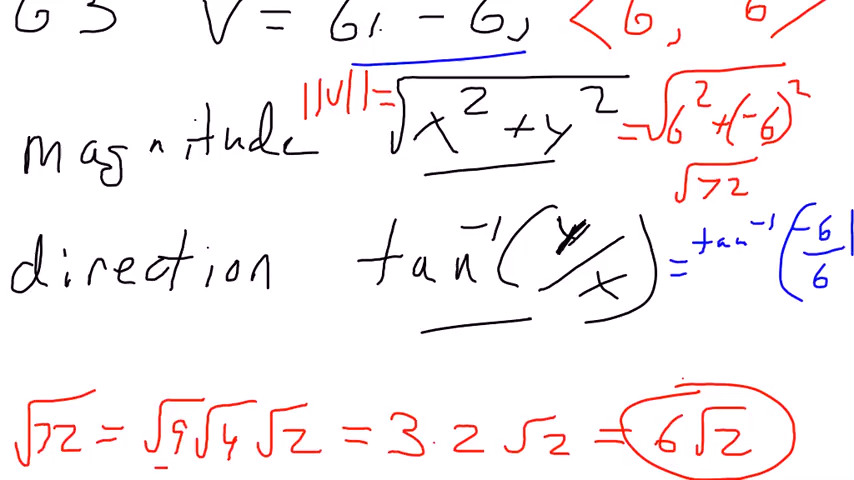 63 V = 6i - 6j <6, 6>
magnitude ||v|| = √(x² + y²) = √(6² + (-6)²)
√72
direction tan⁻¹(y/x) = tan⁻¹(-6/6)
√72 = √9 √4 √2 = 3 · 2 √2 = 6√2